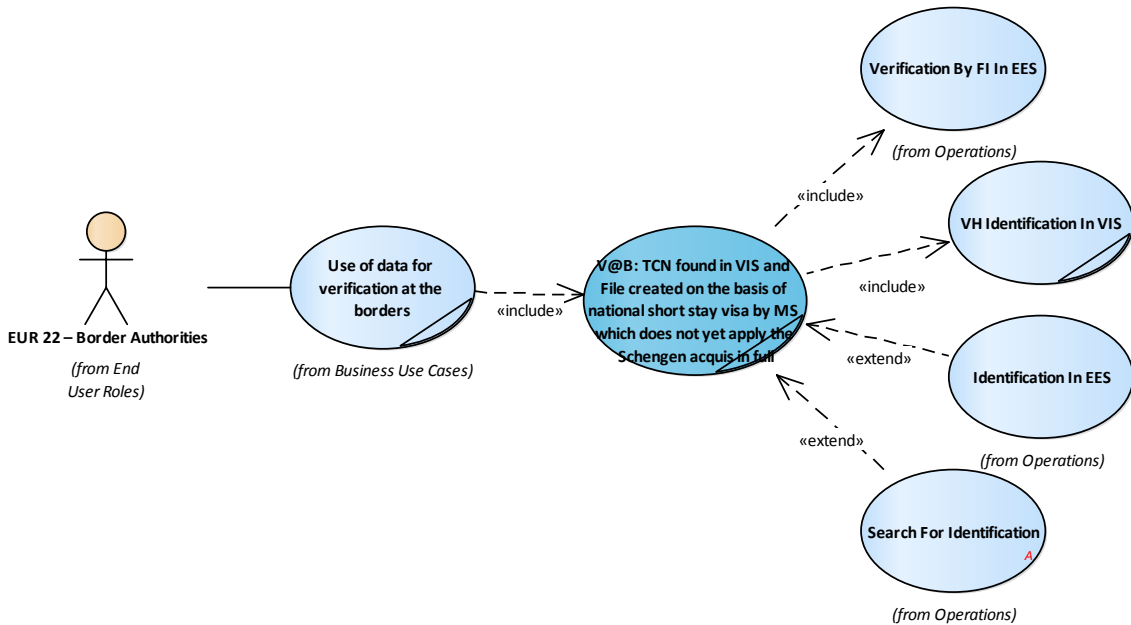 EUR 22 – Border Authorities
(from End
User Roles)
Use of data for
verification at the
borders
(from Business Use Cases)
«include»
V@B: TCN found in VIS and
File created on the basis of
national short stay visa by MS
which does not yet apply the
Schengen acquis in full
«include»
Verification By FI In EES
(from Operations)
«include»
VH Identification In VIS
«extend»
Identification In EES
(from Operations)
«extend»
Search For Identification
A
(from Operations)